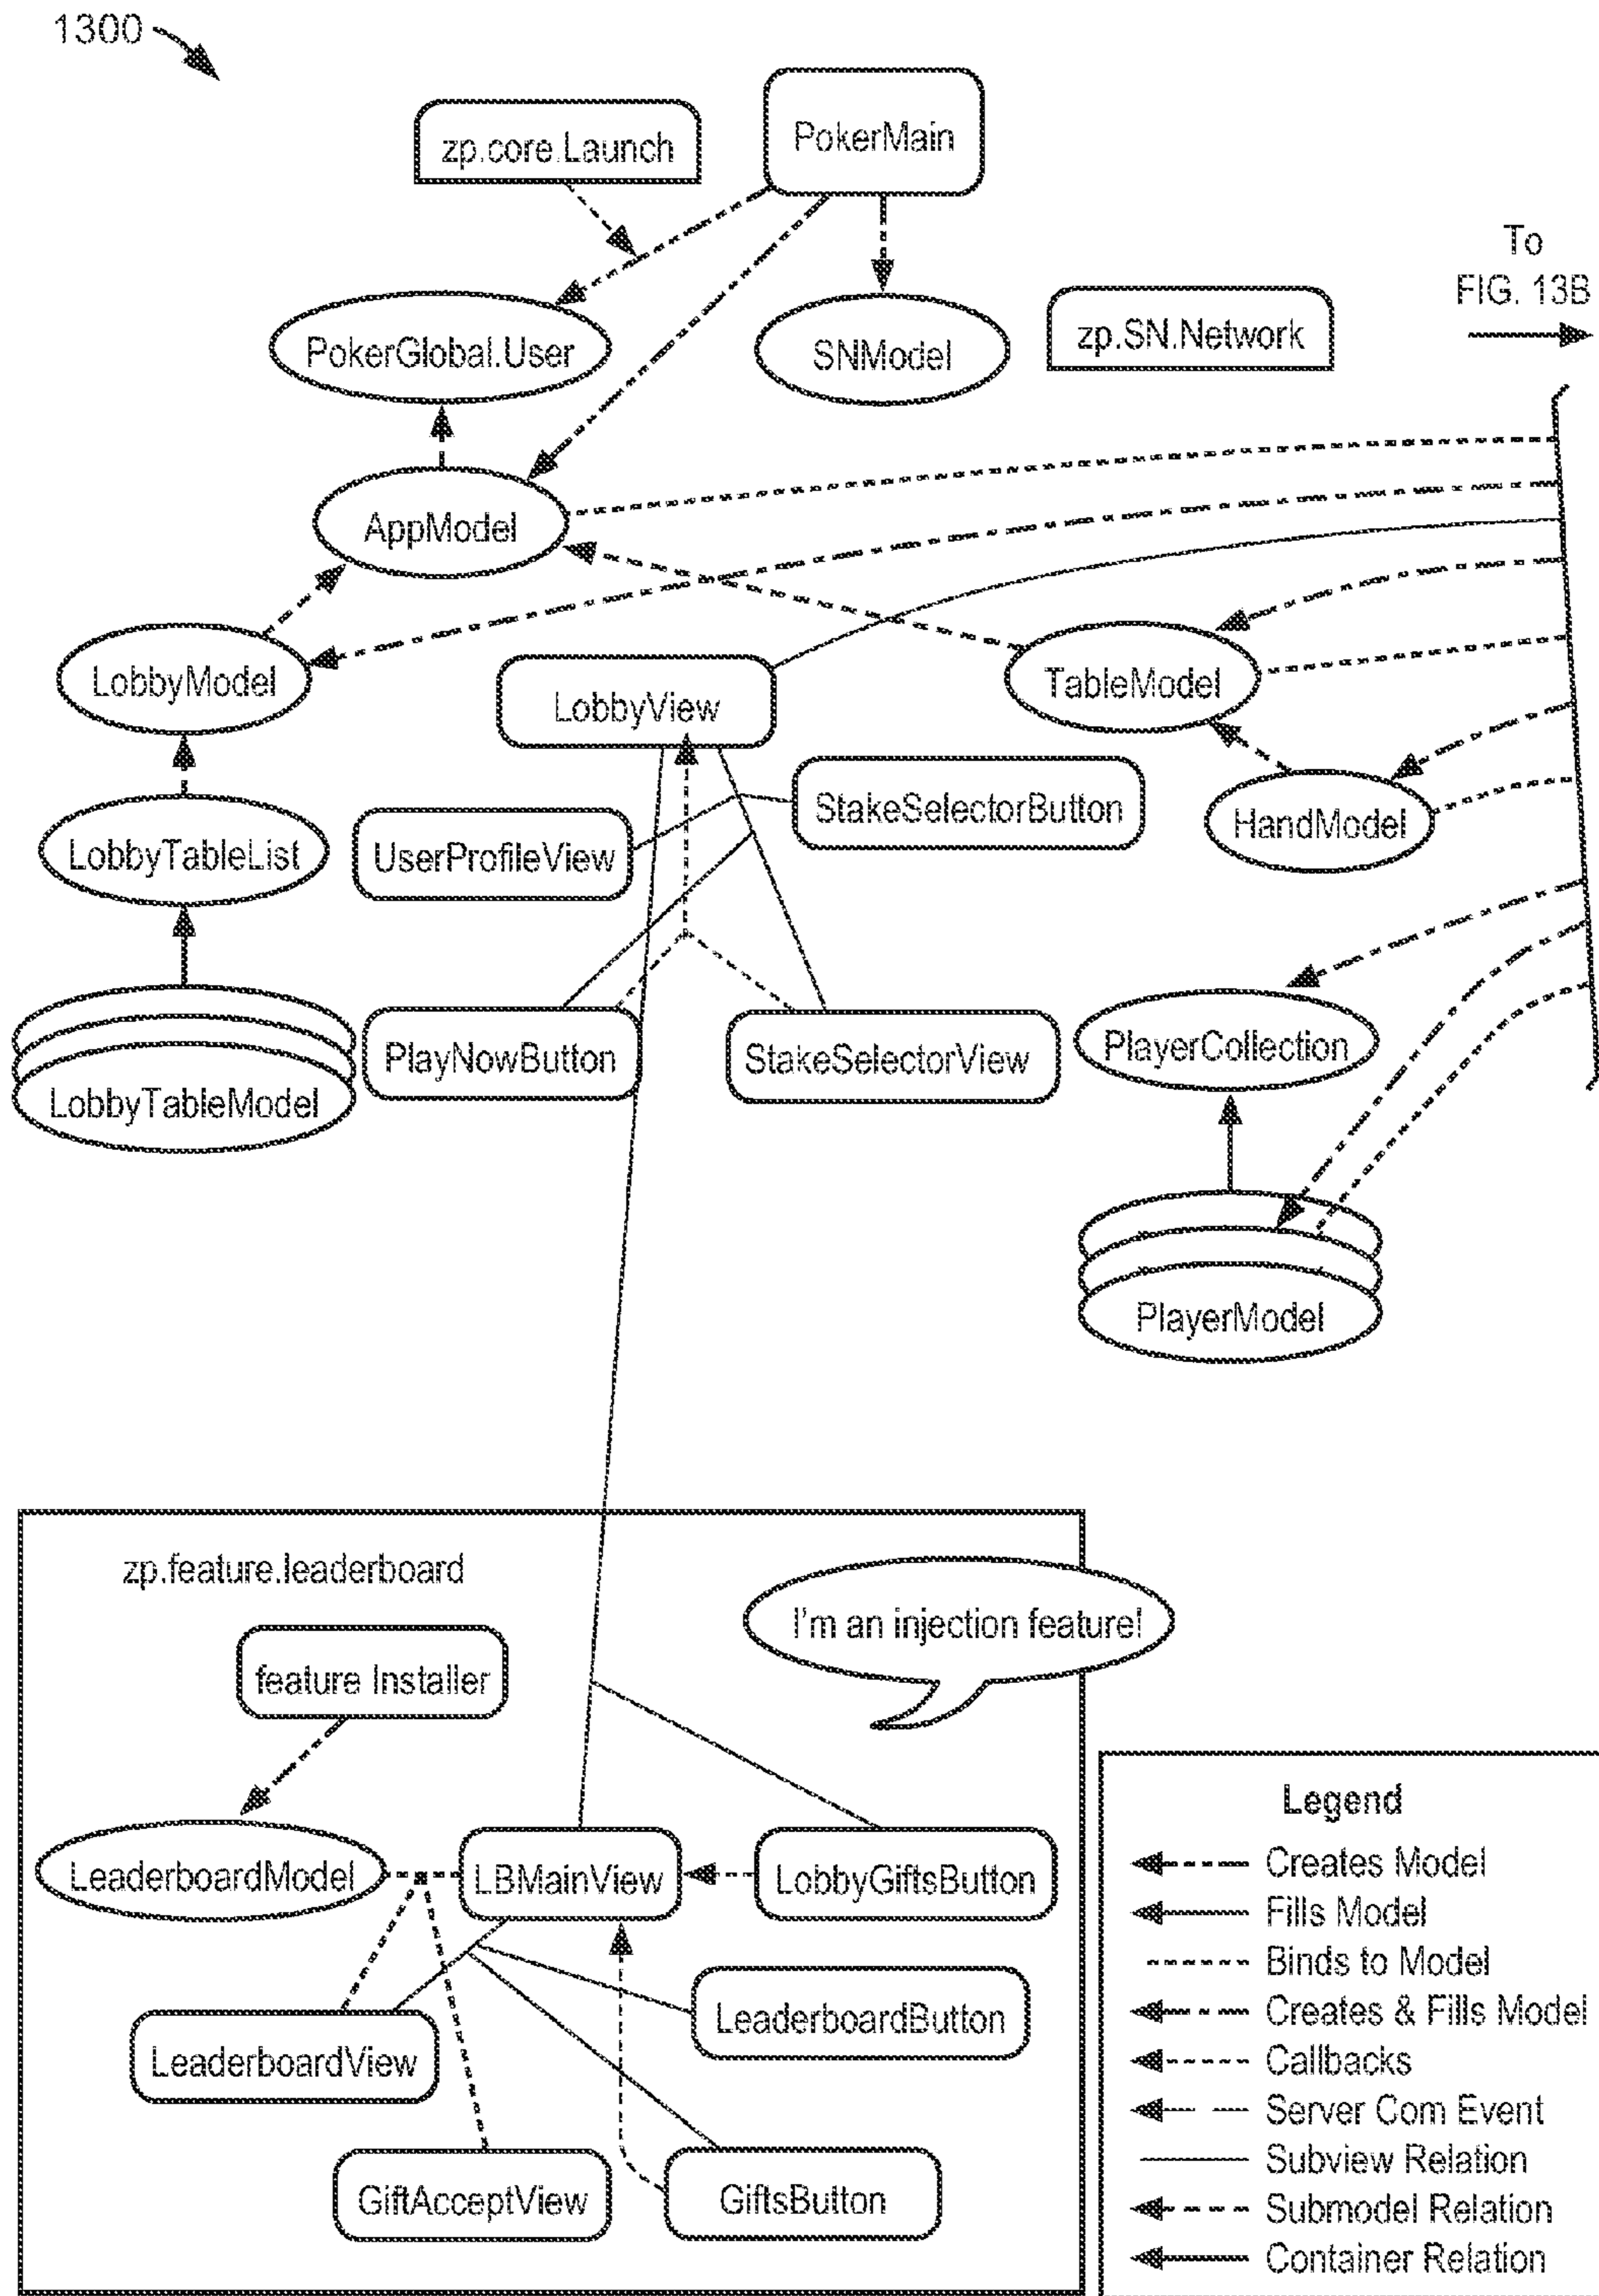 1300
zp.core.Launch
PokerMain
To
FIG. 13B
PokerGlobal.User
SNModel
zp.SN.Network
AppModel
LobbyModel
LobbyView
TableModel
LobbyTableList
UserProfileView
StakeSelectorButton
HandModel
LobbyTableModel
PlayNowButton
StakeSelectorView
PlayerCollection
PlayerModel
zp.feature.leaderboard
I'm an injection feature!
feature Installer
LeaderboardModel
LBMainView
LobbyGiftsButton
LeaderboardButton
LeaderboardView
GiftAcceptView
GiftsButton
Legend
Creates Model
Fills Model
Binds to Model
Creates & Fills Model
Callbacks
Server Com Event
Subview Relation
Submodel Relation
Container Relation